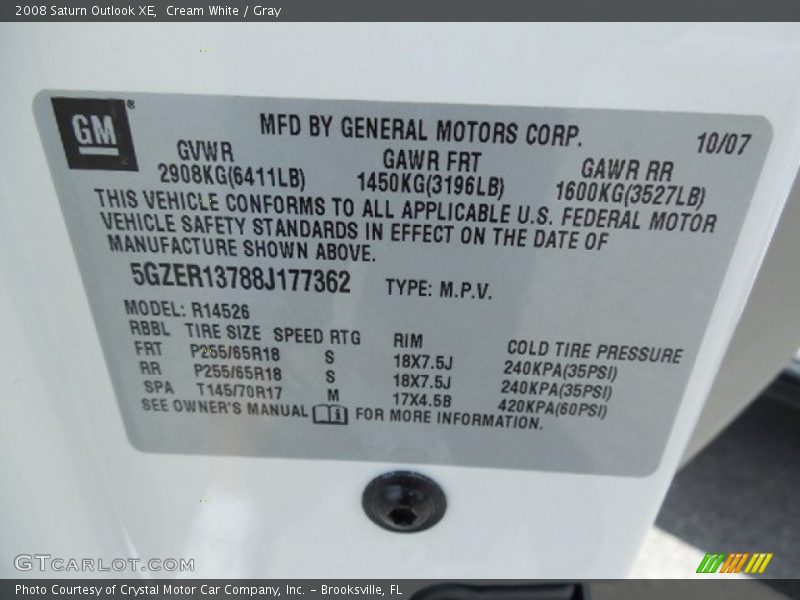 2008 Saturn Outlook XE,  Cream White / Gray
GM®
MFD BY GENERAL MOTORS CORP.
10/07
GVWR GAWR FRT GAWR RR
2908KG(6411LB) 1450KG(3196LB) 1600KG(3527LB)
THIS VEHICLE CONFORMS TO ALL APPLICABLE U.S. FEDERAL MOTOR
VEHICLE SAFETY STANDARDS IN EFFECT ON THE DATE OF
MANUFACTURE SHOWN ABOVE.
5GZER13788J177362 TYPE: M.P.V.
MODEL: R14526
RBBL TIRE SIZE SPEED RTG RIM COLD TIRE PRESSURE
FRT P255/65R18 S 18X7.5J 240KPA(35PSI)
RR P255/65R18 S 18X7.5J 240KPA(35PSI)
SPA T145/70R17 M 17X4.5B 420KPA(60PSI)
SEE OWNER'S MANUAL FOR MORE INFORMATION.
GTCARLOT.COM
Photo Courtesy of Crystal Motor Car Company, Inc. – Brooksville, FL